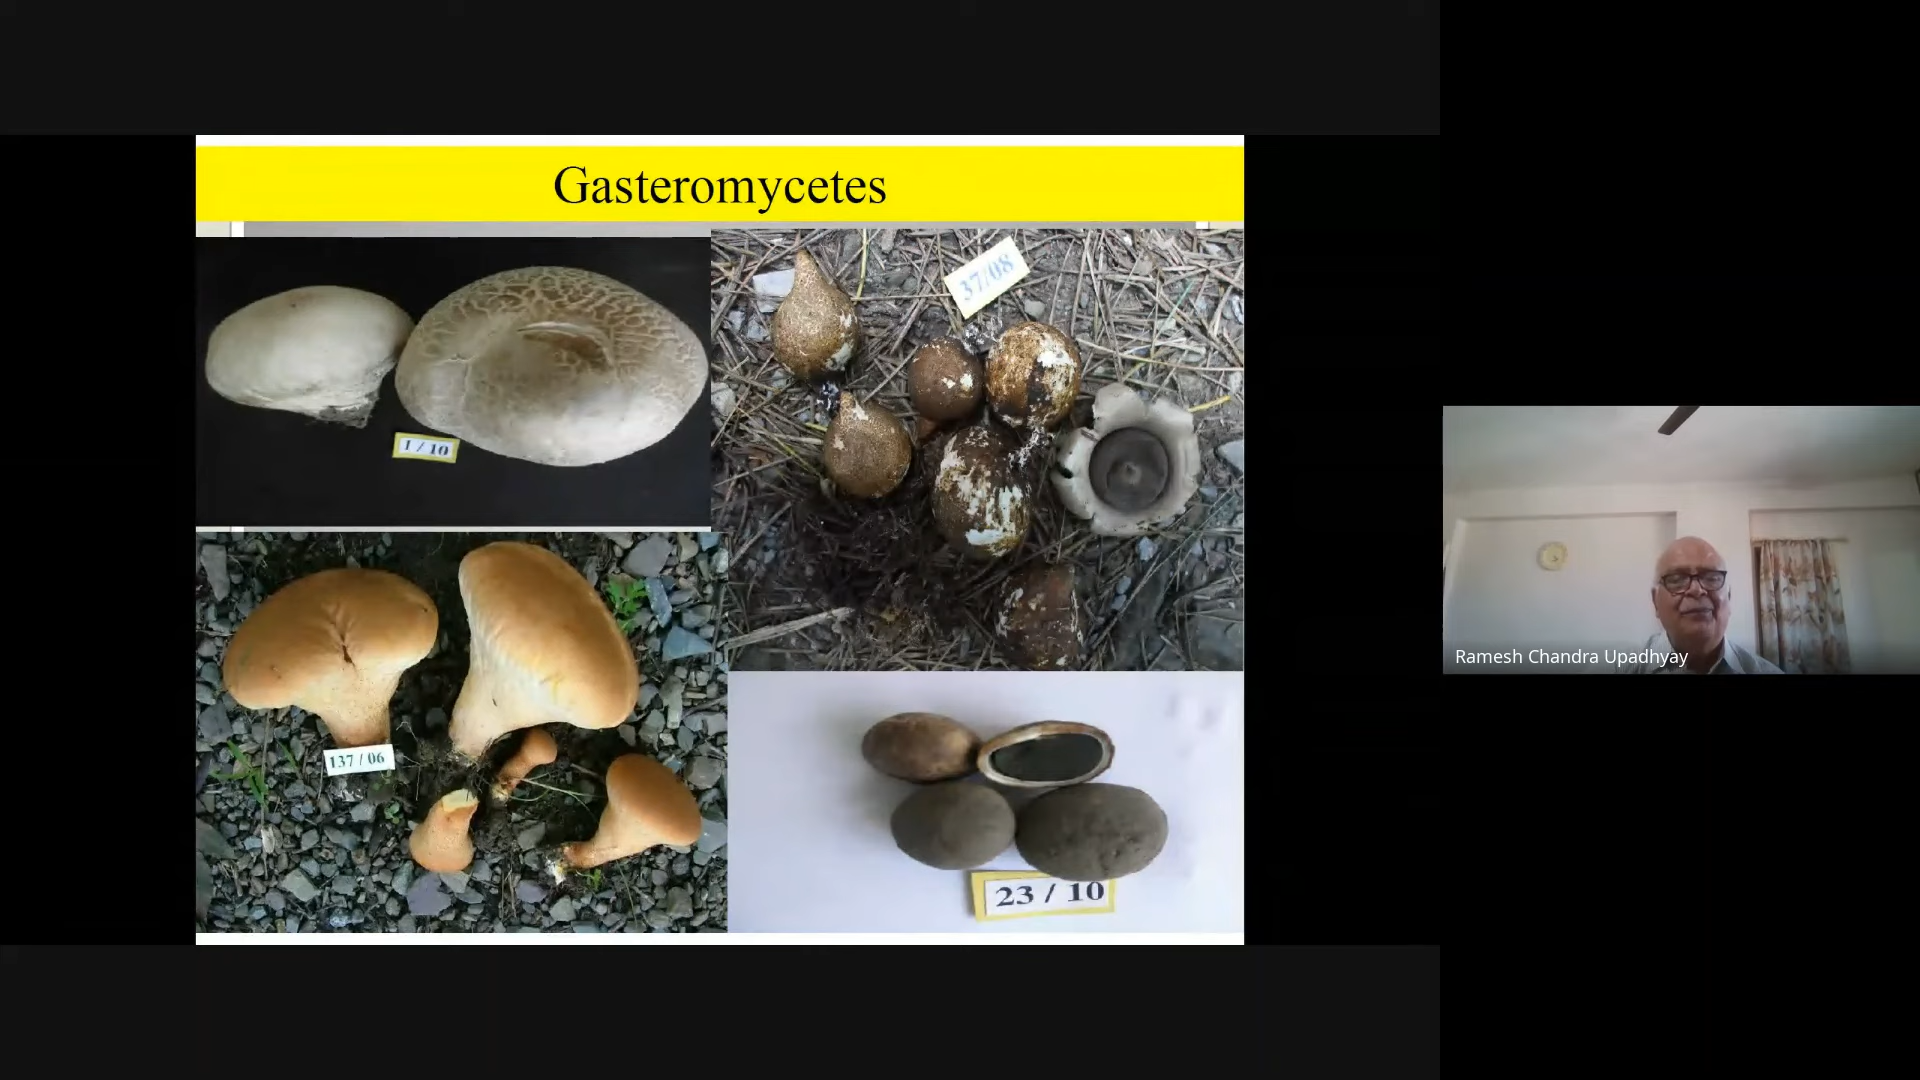 Gasteromycetes
37/08
1 / 10
137 / 06
23 / 10
Ramesh Chandra Upadhyay